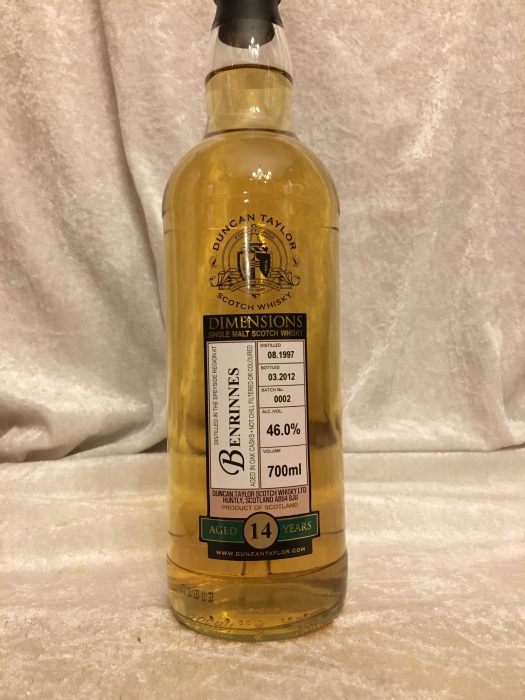 DUNCAN TAYLOR
SCOTCH WHISKY
DIMENSIONS
SINGLE MALT SCOTCH WHISKY
DISTILLED IN THE SPEYSIDE REGION AT
BENRINNES
AGED IN OAK CASKS • NOT CHILL FILTERED OR COLOURED
DISTILLED
08.1997
BOTTLED
03.2012
BATCH No.
0002
ALC./VOL.
46.0%
VOLUME
700ml
DUNCAN TAYLOR SCOTCH WHISKY LTD
HUNTLY, SCOTLAND AB54 8JU
PRODUCT OF SCOTLAND
AGED 14 YEARS
WWW.DUNCANTAYLOR.COM